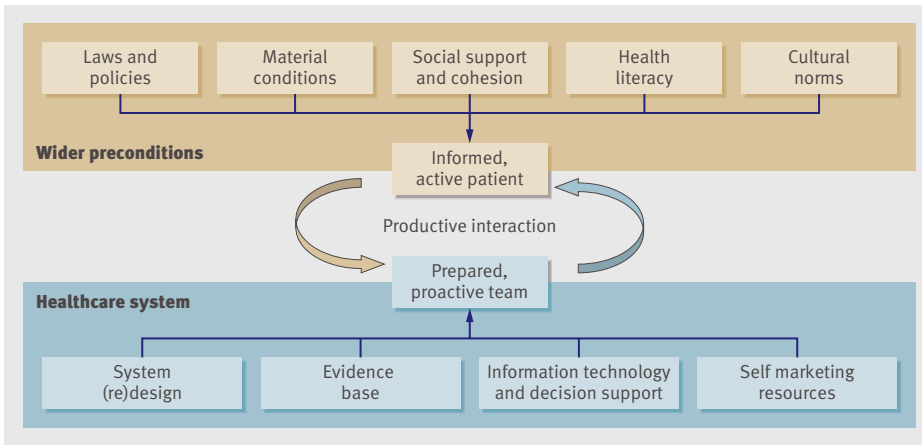 Laws and
policies
Material
conditions
Social support
and cohesion
Health
literacy
Cultural
norms
Wider preconditions
Informed,
active patient
Productive interaction
Prepared,
proactive team
Healthcare system
System
(re)design
Evidence
base
Information technology
and decision support
Self marketing
resources